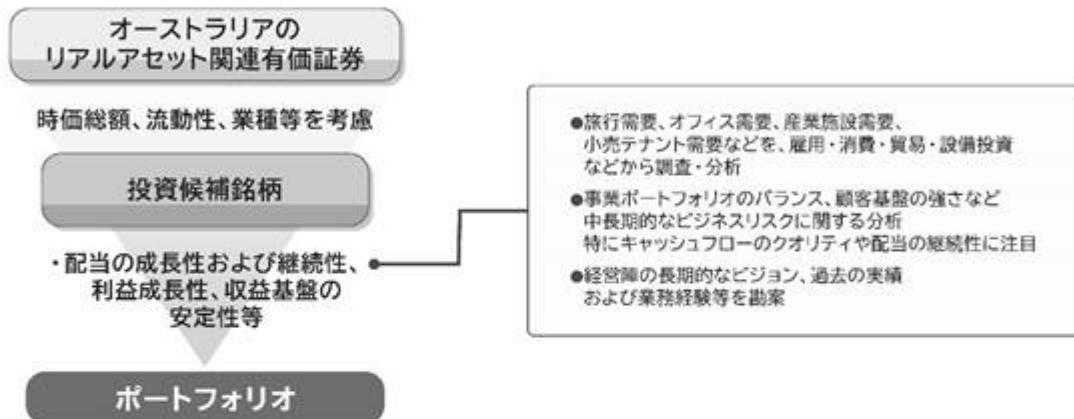 オーストラリアの
リアルアセット関連有価証券
時価総額、流動性、業種等を考慮
投資候補銘柄
・配当の成長性および継続性、
利益成長性、収益基盤の
安定性等
ポートフォリオ
●旅行需要、オフィス需要、産業施設需要、
小売テナント需要などを、雇用・消費・貿易・設備投資
などから調査・分析
●事業ポートフォリオのバランス、顧客基盤の強さなど
中長期的なビジネスリスクに関する分析
特にキャッシュフローのクオリティや配当の継続性に注目
●経営陣の長期的なビジョン、過去の実績
および業務経験等を勘案